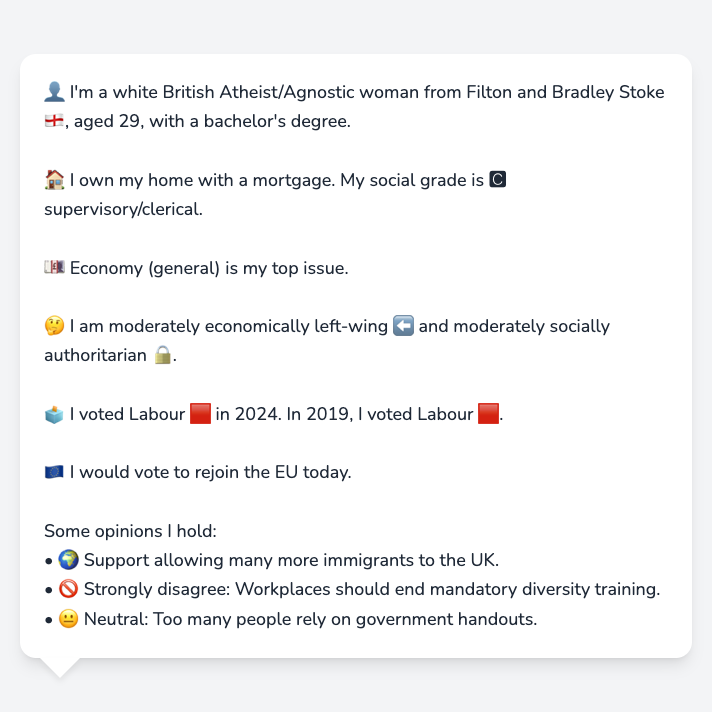 👤 I'm a white British Atheist/Agnostic woman from Filton and Bradley Stoke
🏴󠁧󠁢󠁥󠁮󠁧󠁿, aged 29, with a bachelor's degree.
🏠 I own my home with a mortgage. My social grade is 🅲
supervisory/clerical.
💷 Economy (general) is my top issue.
🤔 I am moderately economically left-wing ⬅️ and moderately socially
authoritarian 🔒.
🗳️ I voted Labour 🟥 in 2024. In 2019, I voted Labour 🟥.
🇪🇺 I would vote to rejoin the EU today.
Some opinions I hold:
• 🌍 Support allowing many more immigrants to the UK.
• 🚫 Strongly disagree: Workplaces should end mandatory diversity training.
• 😐 Neutral: Too many people rely on government handouts.